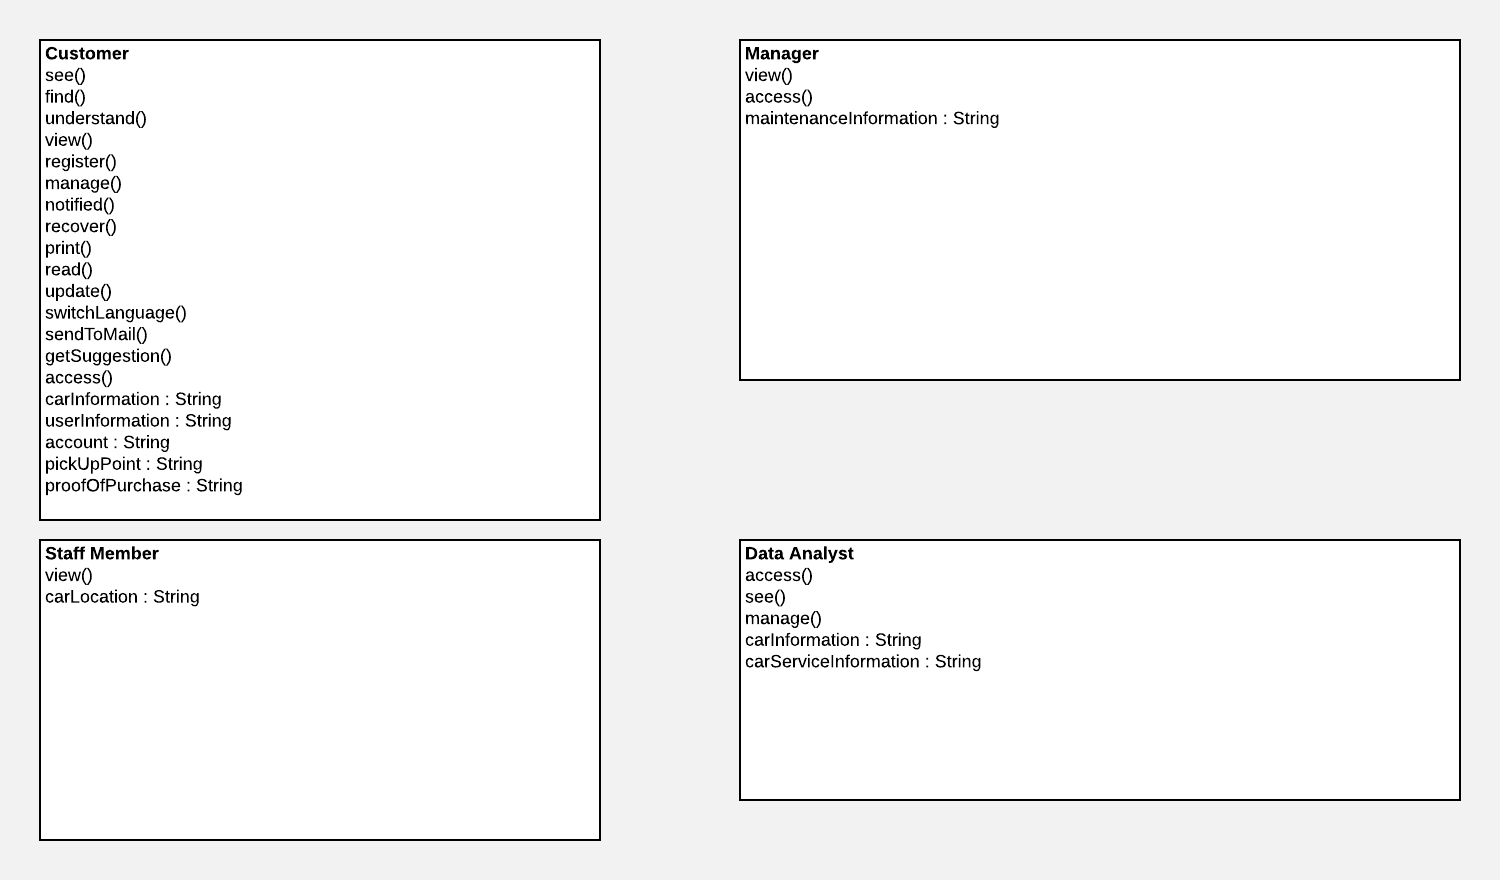 Customer
see()
find()
understand()
view()
register()
manage()
notified()
recover()
print()
read()
update()
switchLanguage()
sendToMail()
getSuggestion()
access()
carInformation : String
userInformation : String
account : String
pickUpPoint : String
proofOfPurchase : String
Manager
view()
access()
maintenanceInformation : String
Staff Member
view()
carLocation : String
Data Analyst
access()
see()
manage()
carInformation : String
carServiceInformation : String